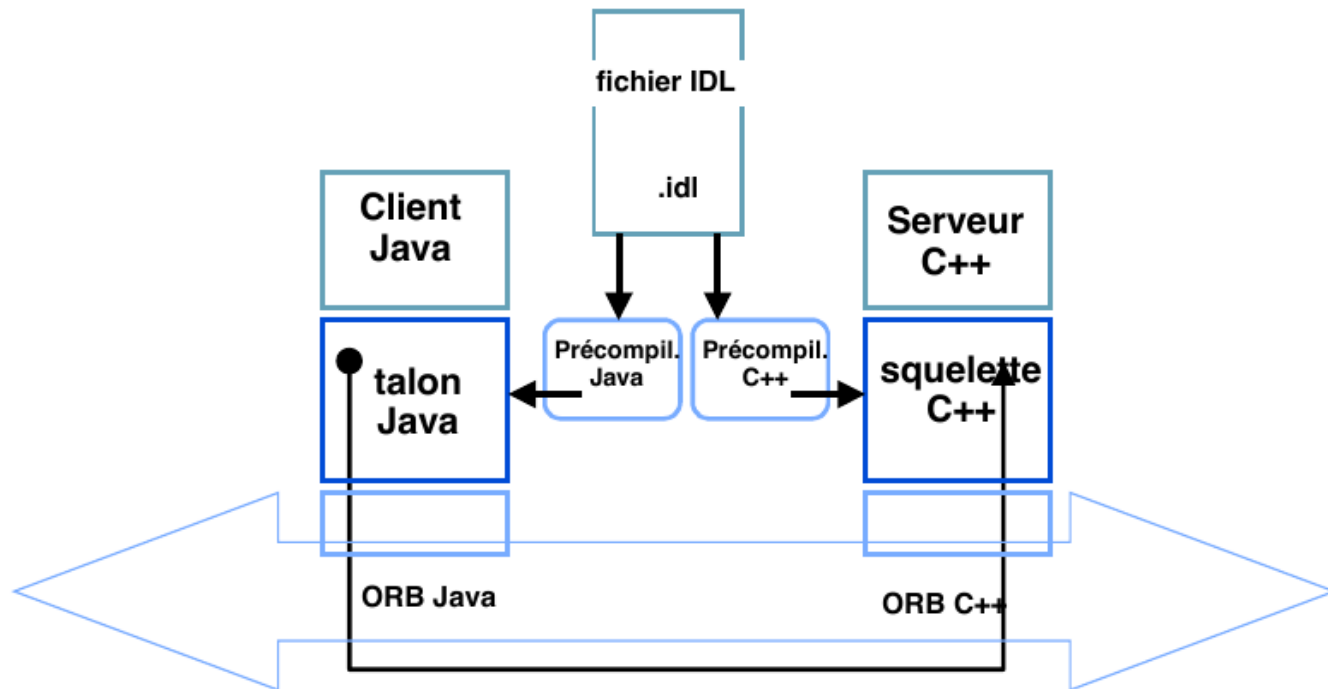 fichier IDL
.idl
Client
Java
Serveur
C++
Précompil.
Java
Précompil.
C++
talon
Java
squelette
C++
ORB Java
ORB C++